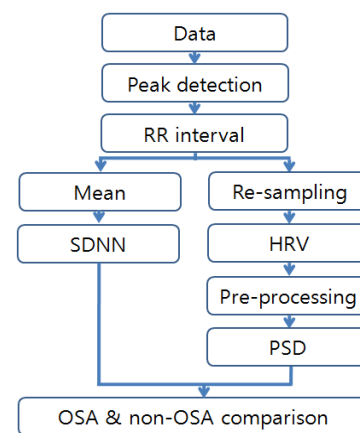 Data
Peak detection
RR interval
Mean
Re-sampling
SDNN
HRV
Pre-processing
PSD
OSA & non-OSA comparison